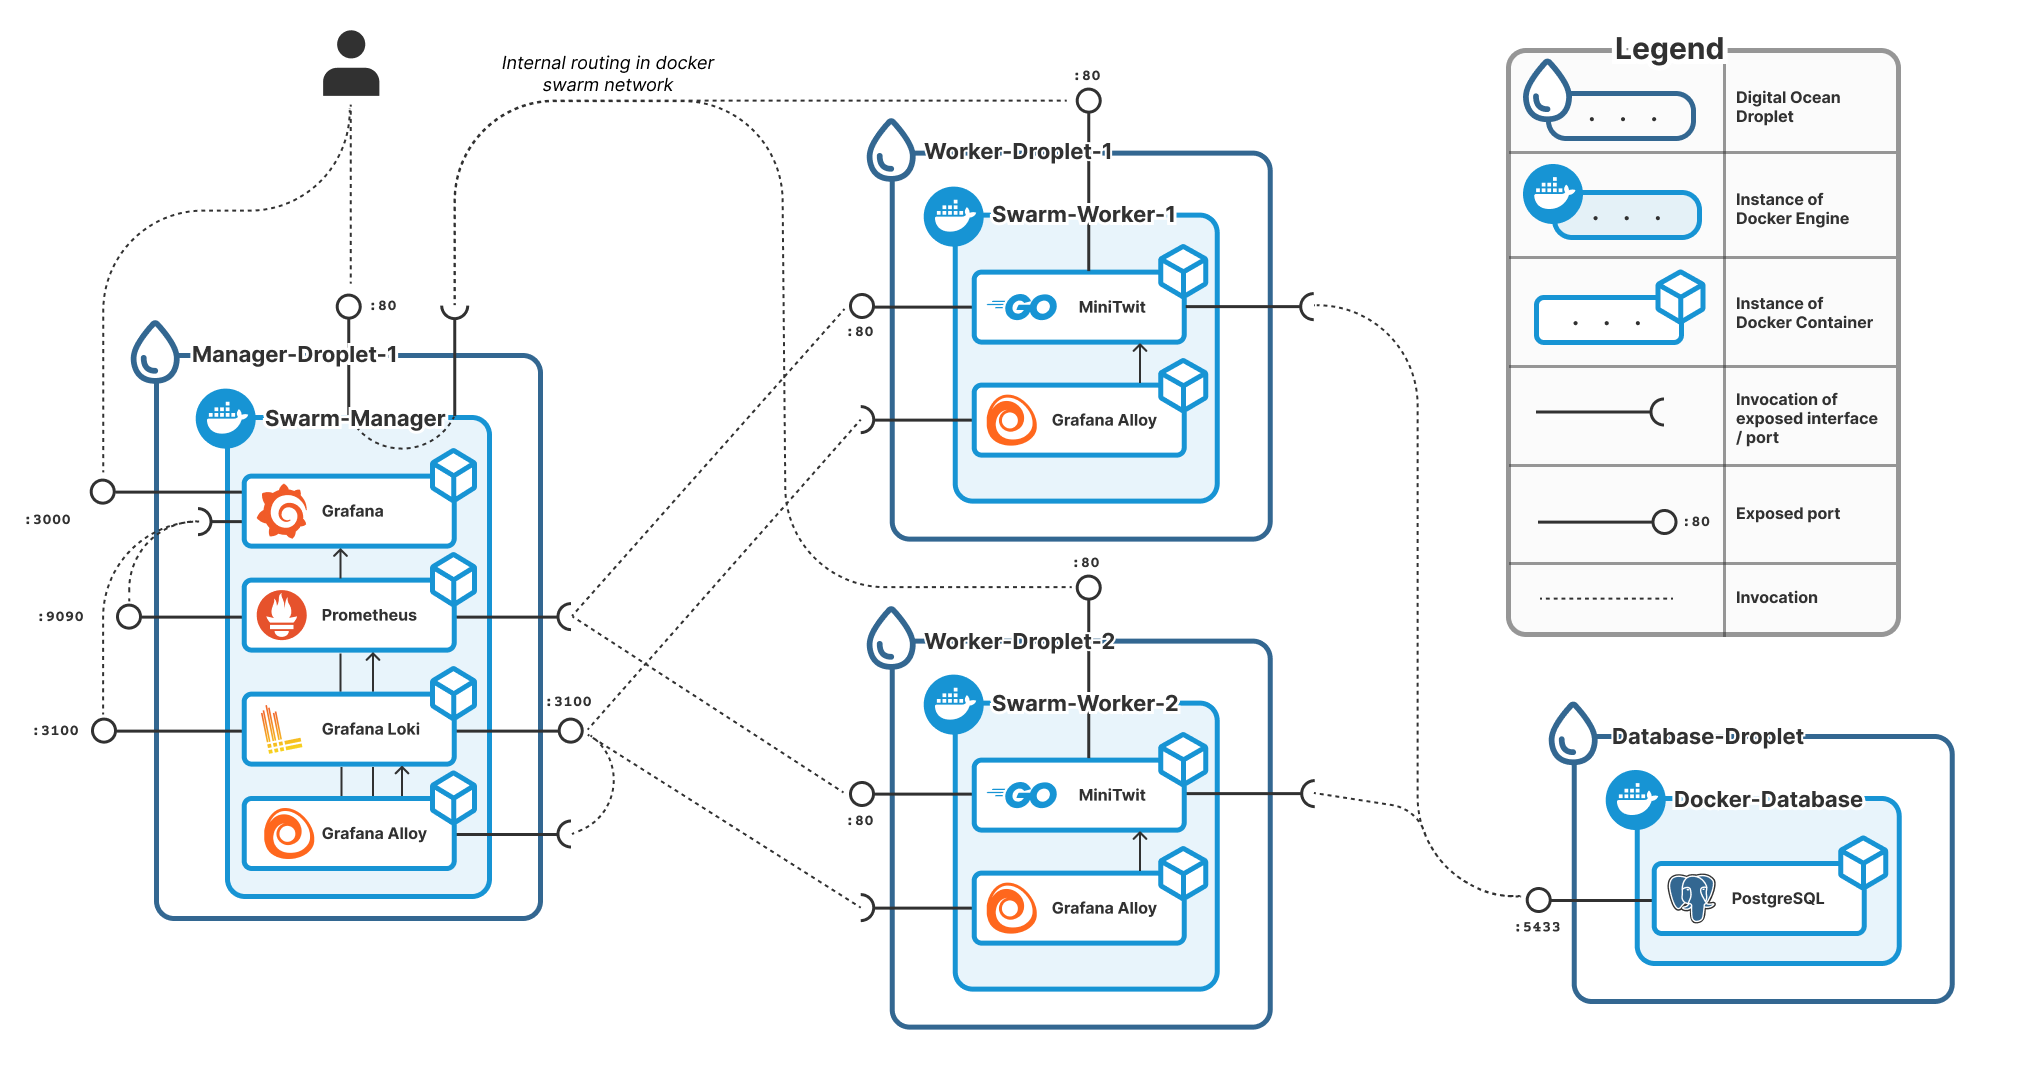 Internal routing in docker
swarm network
:80
Manager-Droplet-1
Swarm-Manager
:3000
Grafana
:9090
Prometheus
:3100
Grafana Loki
:3100
Grafana Alloy
:80
Worker-Droplet-1
Swarm-Worker-1
:80
GO
MiniTwit
Grafana Alloy
:80
Worker-Droplet-2
Swarm-Worker-2
:80
GO
MiniTwit
Grafana Alloy
Legend
Digital Ocean
Droplet
Instance of
Docker Engine
Instance of
Docker Container
Invocation of
exposed interface
/ port
:80
Exposed port
Invocation
Database-Droplet
Docker-Database
PostgreSQL
:5433